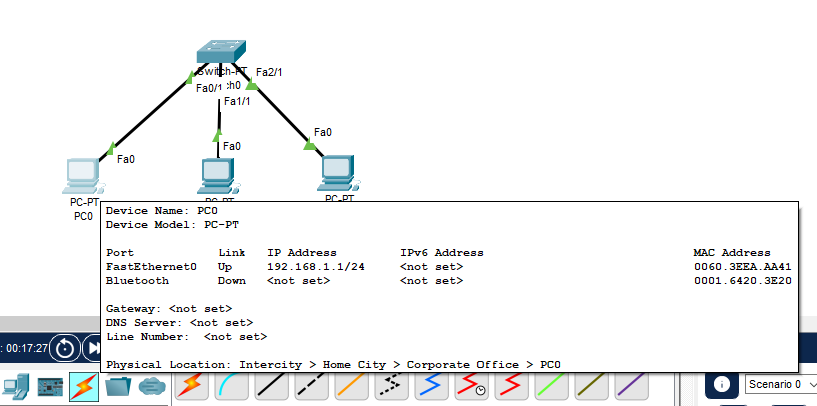 Switch-PT
Fa2/1
Fa0/1
Fa1/1
Fa0
Fa0
Fa0
PC-PT
PC0
PC-PT
PC-PT
Device Name: PC0
Device Model: PC-PT
Port Link IP Address IPv6 Address MAC Address
FastEthernet0 Up 192.168.1.1/24 <not set> 0060.3EEA.AA41
Bluetooth Down <not set> <not set> 0001.6420.3E20
Gateway: <not set>
DNS Server: <not set>
Line Number: <not set>
Physical Location: Intercity > Home City > Corporate Office > PC0
: 00:17:27
Scenario 0